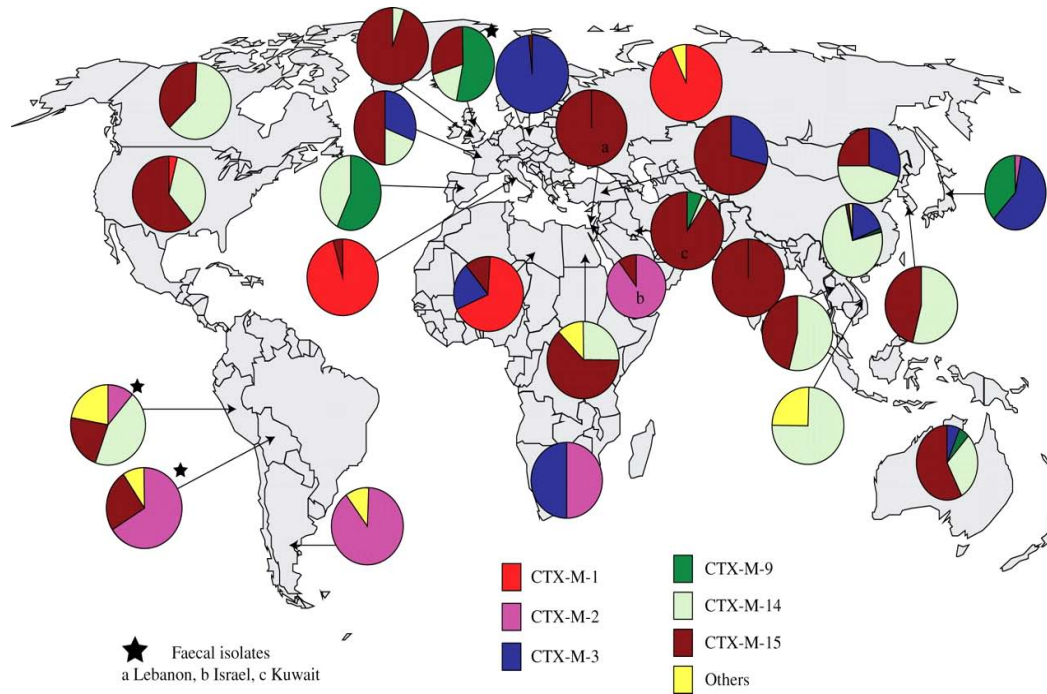 a
c
b
CTX-M-1
CTX-M-2
CTX-M-3
CTX-M-9
CTX-M-14
CTX-M-15
Others
Faecal isolates
a Lebanon, b Israel, c Kuwait